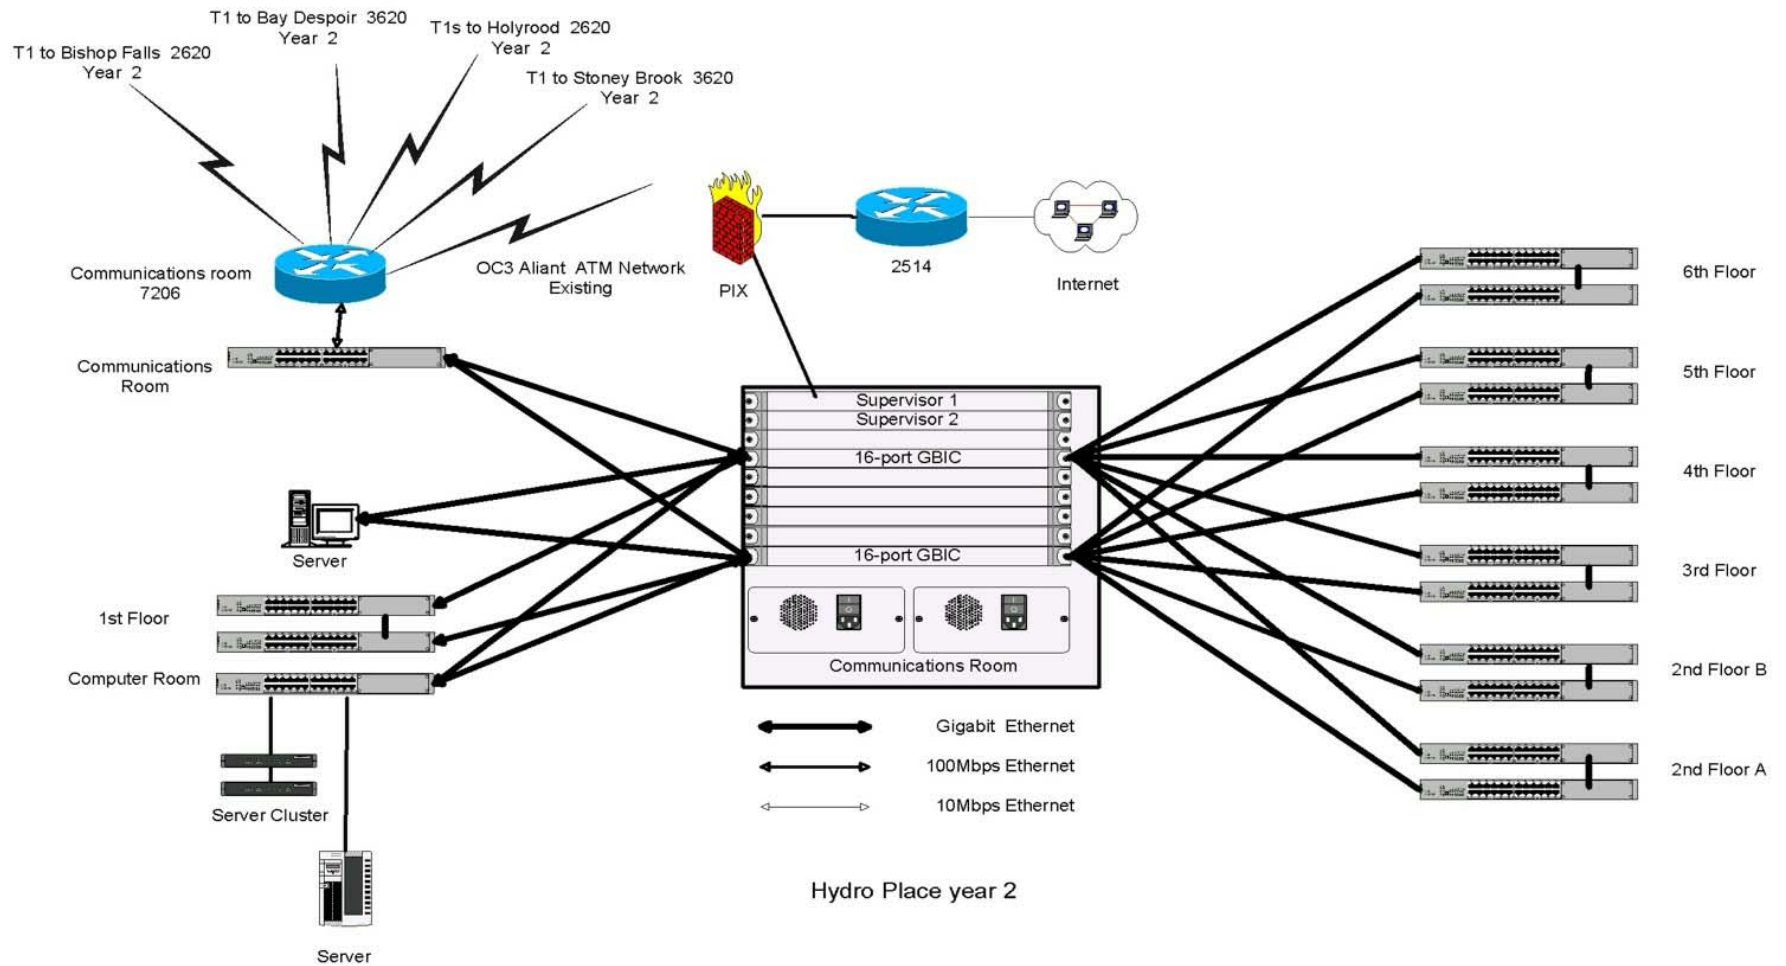 T1 to Bay Despoir 3620
Year 2
T1s to Holyrood 2620
Year 2
T1 to Bishop Falls 2620
Year 2
T1 to Stoney Brook 3620
Year 2
Communications room
7206
OC3 Aliant ATM Network
Existing
PIX
2514
Internet
Communications
Room
Server
1st Floor
Computer Room
Server Cluster
Server
Supervisor 1
Supervisor 2
16-port GBIC
16-port GBIC
Communications Room
6th Floor
5th Floor
4th Floor
3rd Floor
2nd Floor B
2nd Floor A
Gigabit Ethernet
100Mbps Ethernet
10Mbps Ethernet
Hydro Place year 2